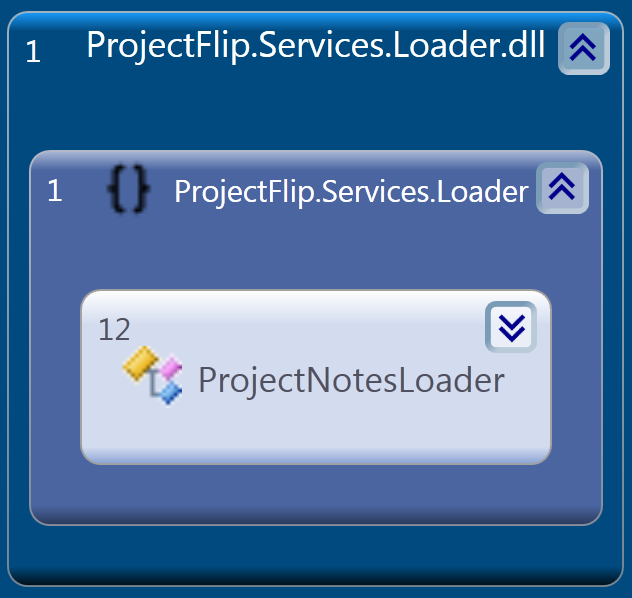 1 ProjectFlip.Services.Loader.dll
1 {} ProjectFlip.Services.Loader
12
ProjectNotesLoader